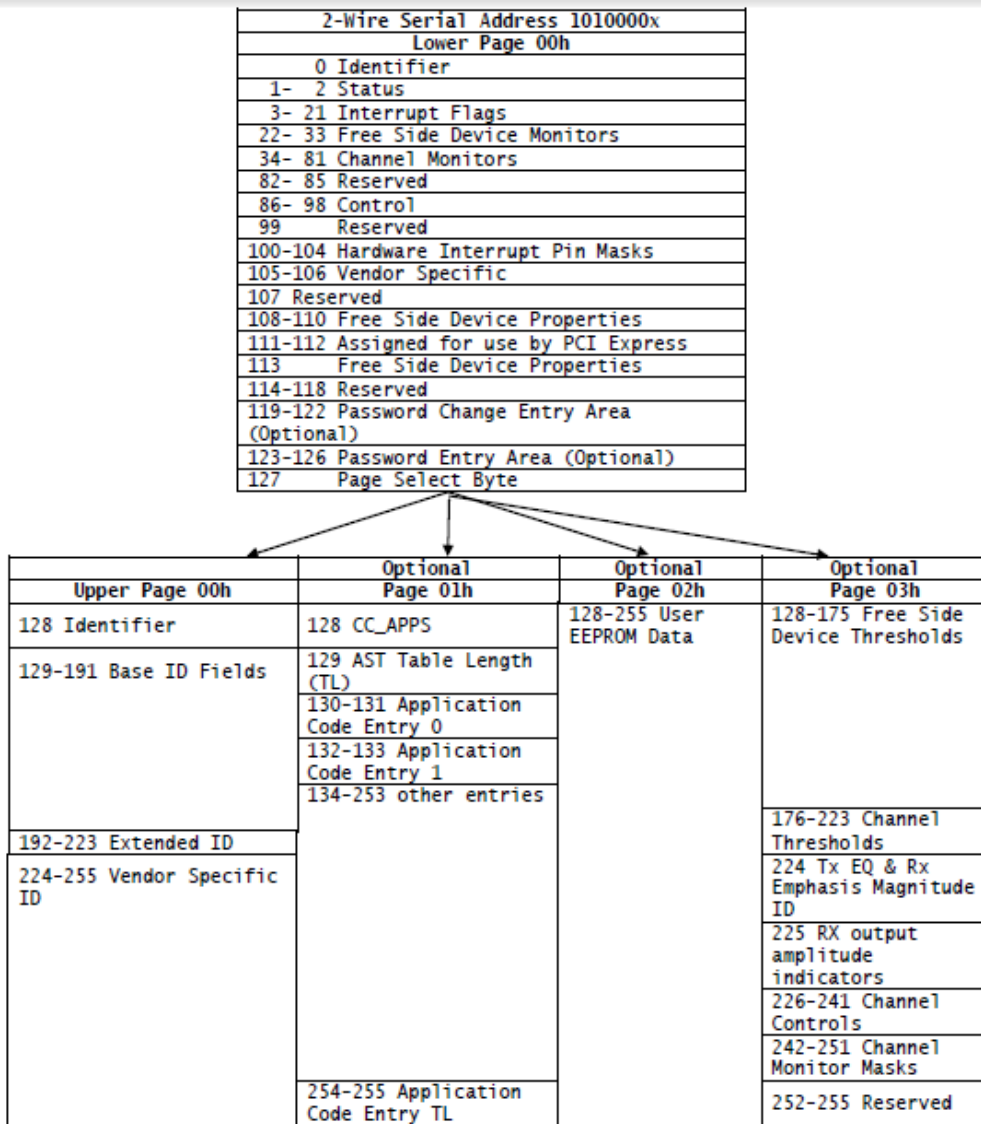 2-Wire Serial Address 1010000x
Lower Page 00h
0 Identifier
1- 2 Status
3- 21 Interrupt Flags
22- 33 Free Side Device Monitors
34- 81 Channel Monitors
82- 85 Reserved
86- 98 Control
99 Reserved
100-104 Hardware Interrupt Pin Masks
105-106 Vendor Specific
107 Reserved
108-110 Free Side Device Properties
111-112 Assigned for use by PCI Express
113 Free Side Device Properties
114-118 Reserved
119-122 Password Change Entry Area
(Optional)
123-126 Password Entry Area (Optional)
127 Page Select Byte
Upper Page 00h
128 Identifier
129-191 Base ID Fields
192-223 Extended ID
224-255 Vendor Specific
ID
Optional
Page 01h
128 CC_APPS
129 AST Table Length
(TL)
130-131 Application
Code Entry 0
132-133 Application
Code Entry 1
134-253 other entries
254-255 Application
Code Entry TL
Optional
Page 02h
128-255 User
EEPROM Data
Optional
Page 03h
128-175 Free Side
Device Thresholds
176-223 Channel
Thresholds
224 Tx EQ & Rx
Emphasis Magnitude
ID
225 RX output
amplitude
indicators
226-241 Channel
Controls
242-251 Channel
Monitor Masks
252-255 Reserved